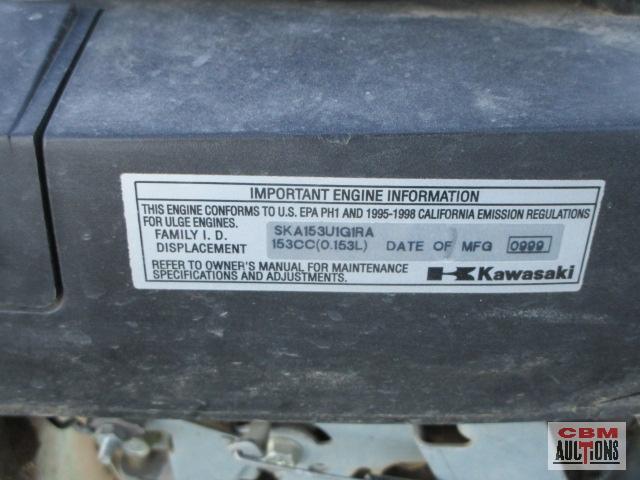 IMPORTANT ENGINE INFORMATION
THIS ENGINE CONFORMS TO U.S. EPA PH1 AND 1995-1998 CALIFORNIA EMISSION REGULATIONS
FOR ULGE ENGINES.
FAMILY I. D. SKA153U1G1RA
DISPLACEMENT 153CC(0.153L) DATE OF MFG 0999
REFER TO OWNER'S MANUAL FOR MAINTENANCE
SPECIFICATIONS AND ADJUSTMENTS.
Kawasaki
CBM
AUCTIONS